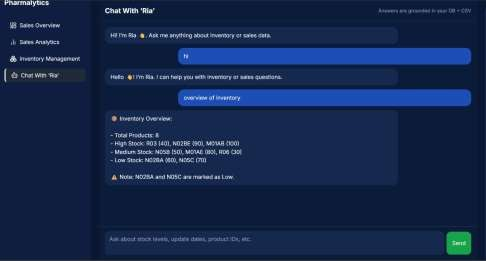 Pharmalytics
Sales Overview
Sales Analytics
Inventory Management
Chat With 'Ria'
Chat With 'Ria'
Answers are grounded in your DB + CSV
Hi! I'm Ria 👋. Ask me anything about inventory or sales data.
hi
Hello 👋! I'm Ria. I can help you with inventory or sales questions.
overview of inventory
Inventory Overview:
- Total Products: 8
- High Stock: R03 (40), N02BE (90), M01AB (100)
- Medium Stock: N05B (50), M01AE (80), R06 (30)
- Low Stock: N02BA (60), N05C (70)
⚠️ Note: N02BA and N05C are marked as Low.
Ask about stock levels, update dates, product IDs, etc.
Send